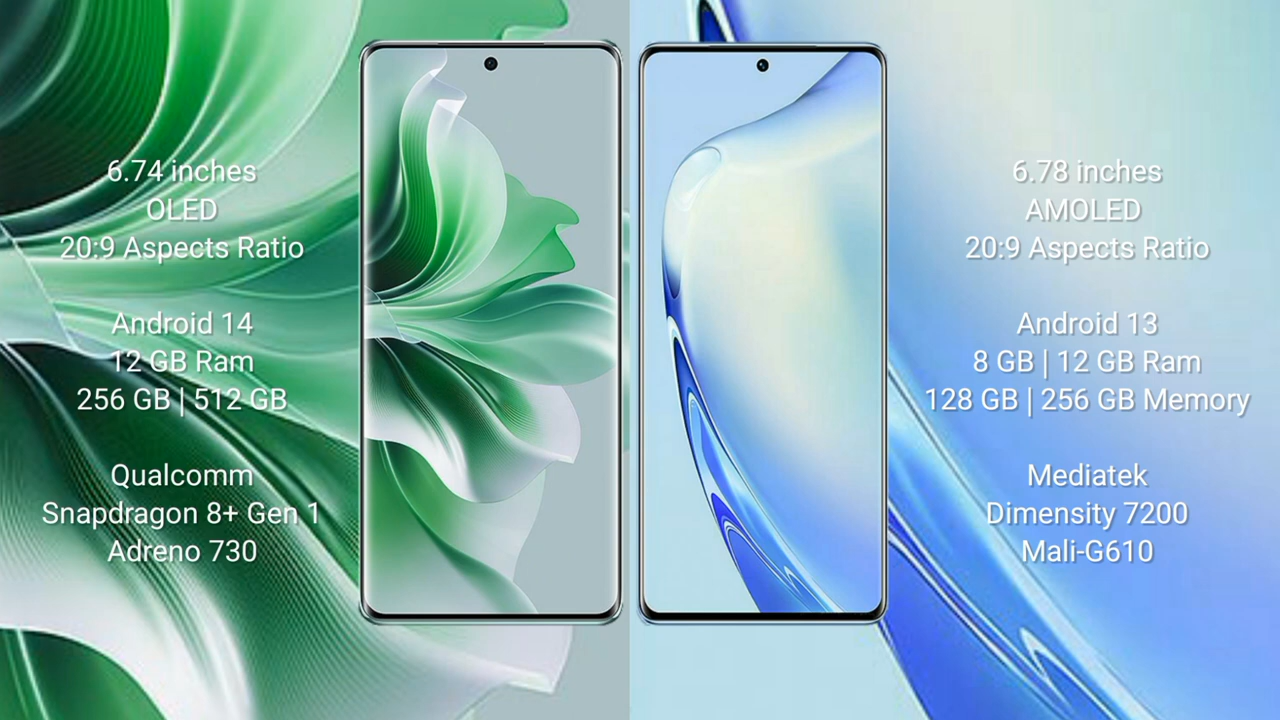 6.74 inches
OLED
20:9 Aspects Ratio
Android 14
12 GB Ram
256 GB | 512 GB
Qualcomm
Snapdragon 8+ Gen 1
Adreno 730
6.78 inches
AMOLED
20:9 Aspects Ratio
Android 13
8 GB | 12 GB Ram
128 GB | 256 GB Memory
Mediatek
Dimensity 7200
Mali-G610